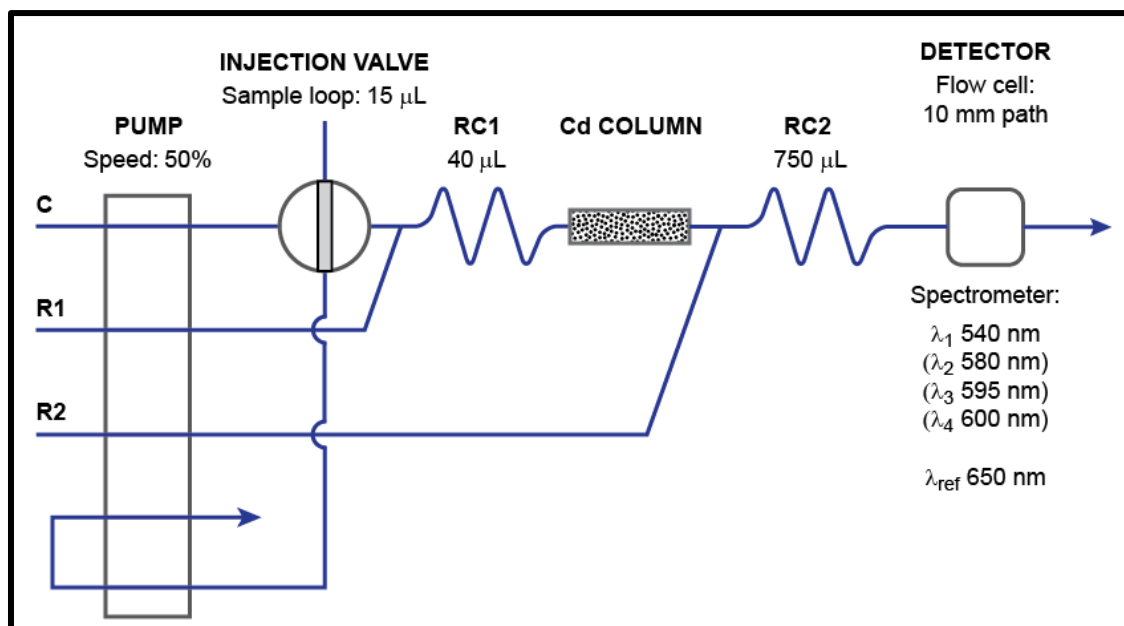 INJECTION VALVE
Sample loop: 15 μL
DETECTOR
Flow cell:
10 mm path
PUMP
Speed: 50%
RC1
40 μL
Cd COLUMN
RC2
750 μL
C
R1
R2
Spectrometer:
λ1 540 nm
(λ2 580 nm)
(λ3 595 nm)
(λ4 600 nm)
λref 650 nm